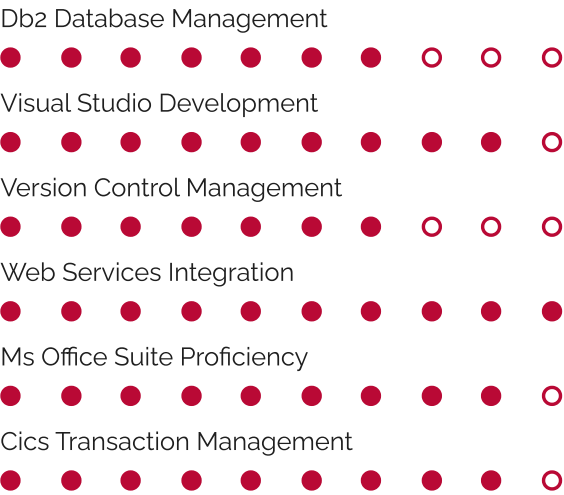 Db2 Database Management
Visual Studio Development
Version Control Management
Web Services Integration
Ms Office Suite Proficiency
Cics Transaction Management